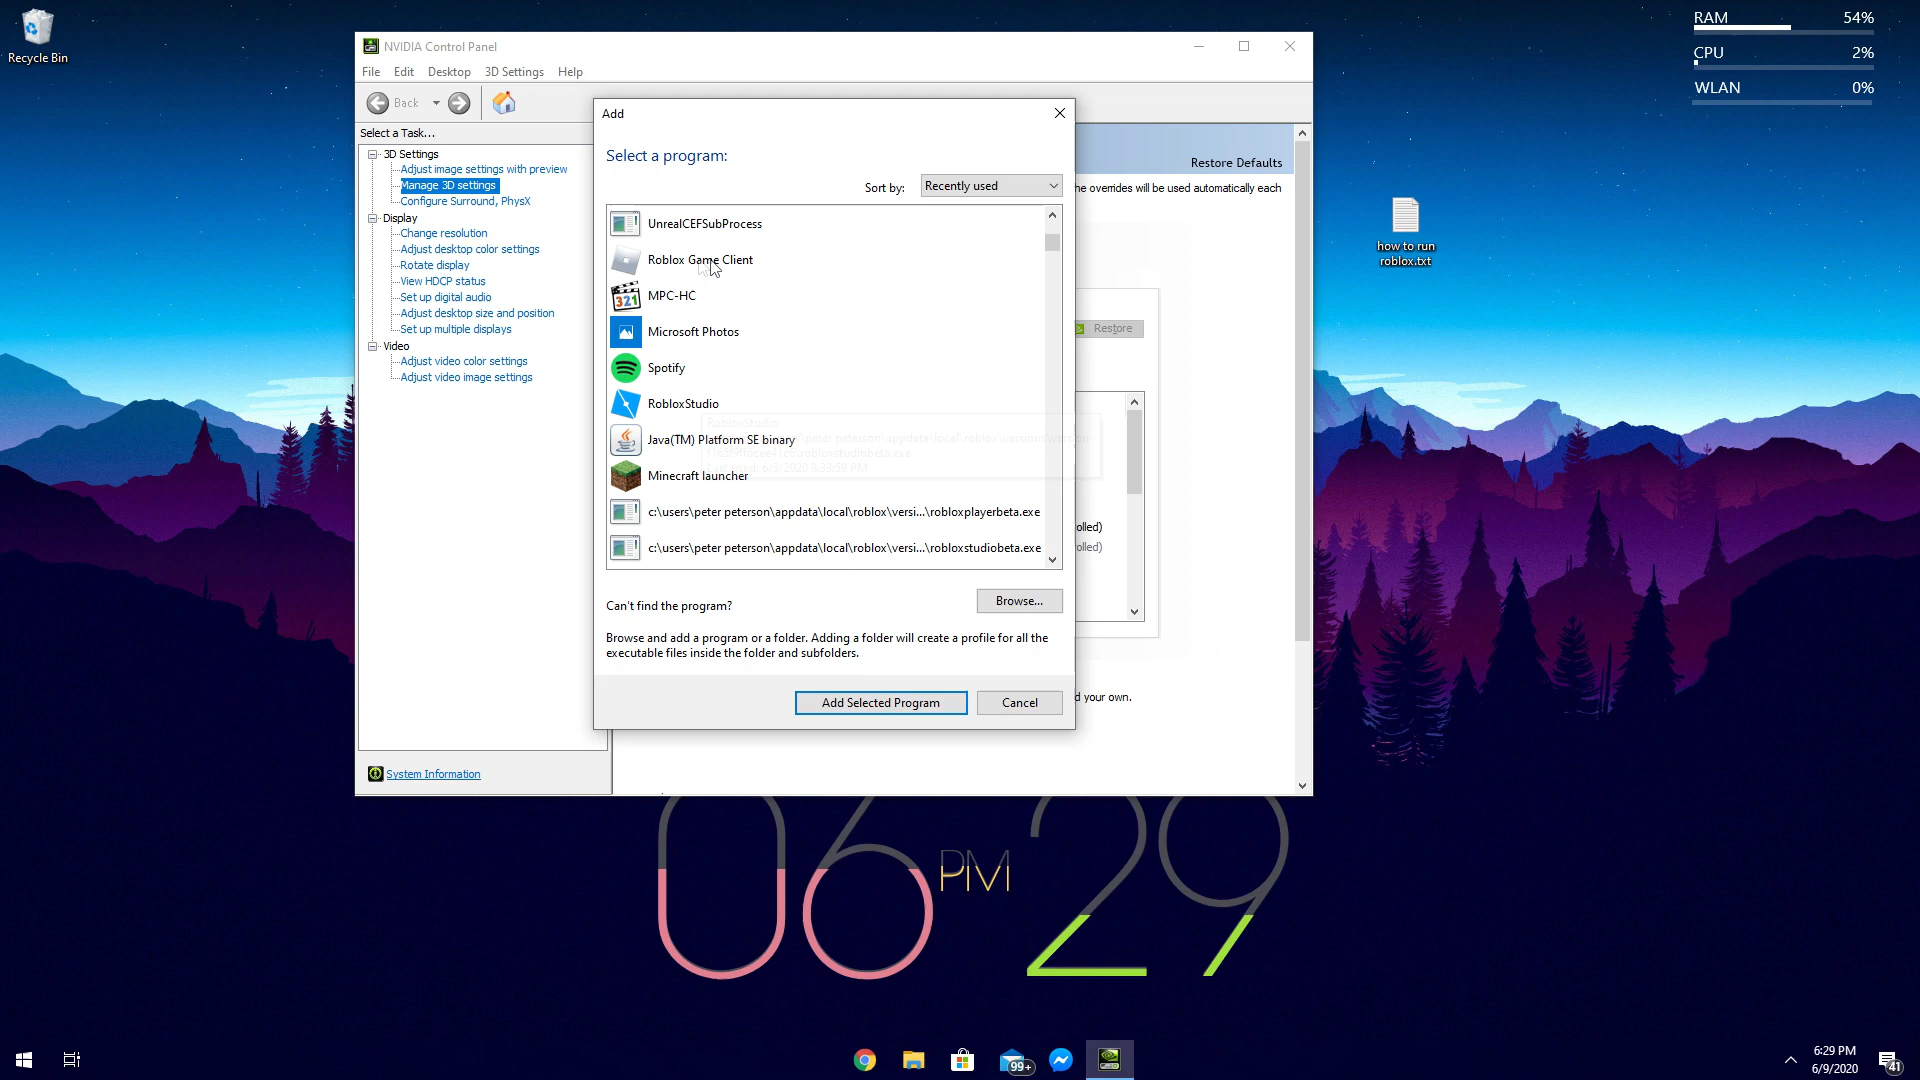 Recycle Bin
RAM 54%
CPU 2%
WLAN 0%
how to run
roblox.txt
NVIDIA Control Panel
File Edit Desktop 3D Settings Help
Back
Select a Task...
3D Settings
Adjust image settings with preview
Manage 3D settings
Configure Surround, PhysX
Display
Change resolution
Adjust desktop color settings
Rotate display
View HDCP status
Set up digital audio
Adjust desktop size and position
Set up multiple displays
Video
Adjust video color settings
Adjust video image settings
System Information
Restore Defaults
he overrides will be used automatically each
Restore
olled)
olled)
d your own.
Add
Select a program:
Sort by: Recently used
UnrealCEFSubProcess
Roblox Game Client
MPC-HC
321
Microsoft Photos
Spotify
RobloxStudio
RobloxStudio
Java(TM) Platform SE binary
Minecraft launcher
c:\users\peter peterson\appdata\local\roblox\versi...\robloxplayerbeta.exe
c:\users\peter peterson\appdata\local\roblox\versi...\robloxstudiobeta.exe
Can't find the program?
Browse...
Browse and add a program or a folder. Adding a folder will create a profile for all the
executable files inside the folder and subfolders.
Add Selected Program
Cancel
06 PM 29
99+
6:29 PM
6/9/2020
41